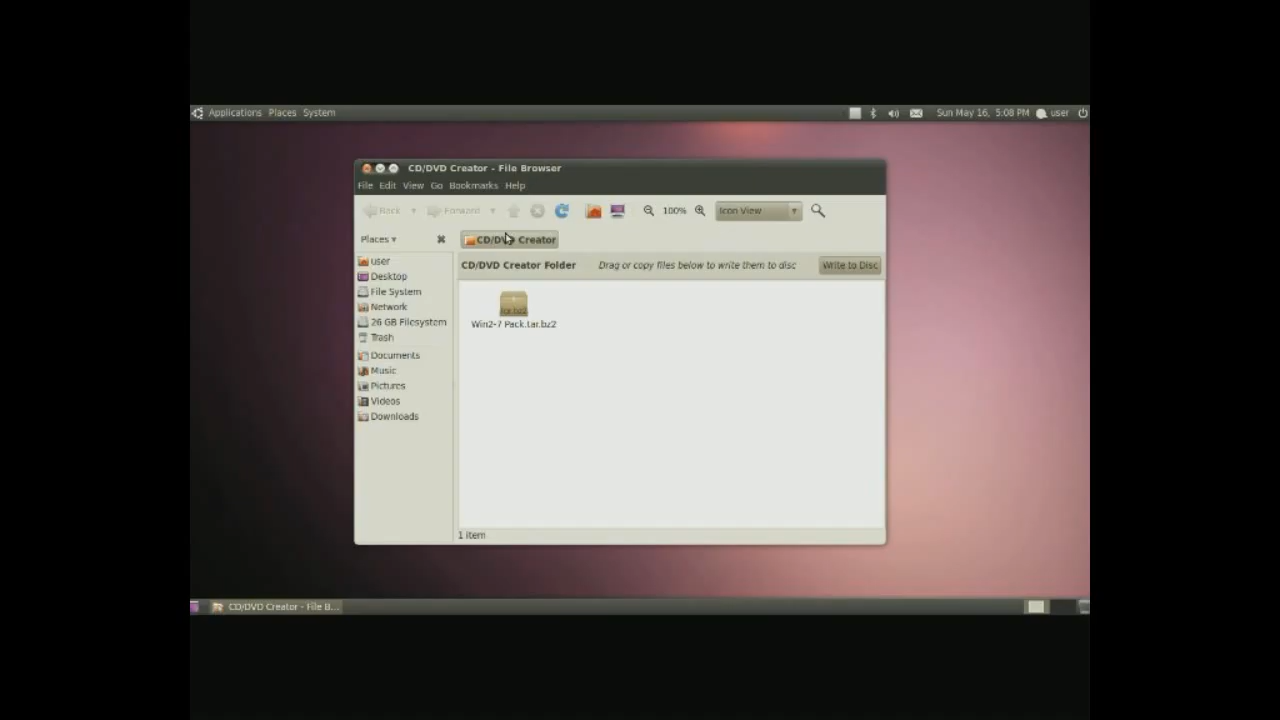 Applications Places System
Sun May 16, 5:08 PM user
CD/DVD Creator - File Browser
File Edit View Go Bookmarks Help
Back Forward 100% Icon View
Places CD/DVD Creator
CD/DVD Creator Folder Drag or copy files below to write them to disc Write to Disc
user
Desktop
File System
Network
26 GB Filesystem
Trash
Documents
Music
Pictures
Videos
Downloads
tar.bz2
Win2-7 Pack.tar.bz2
1 item
CD/DVD Creator - File B...